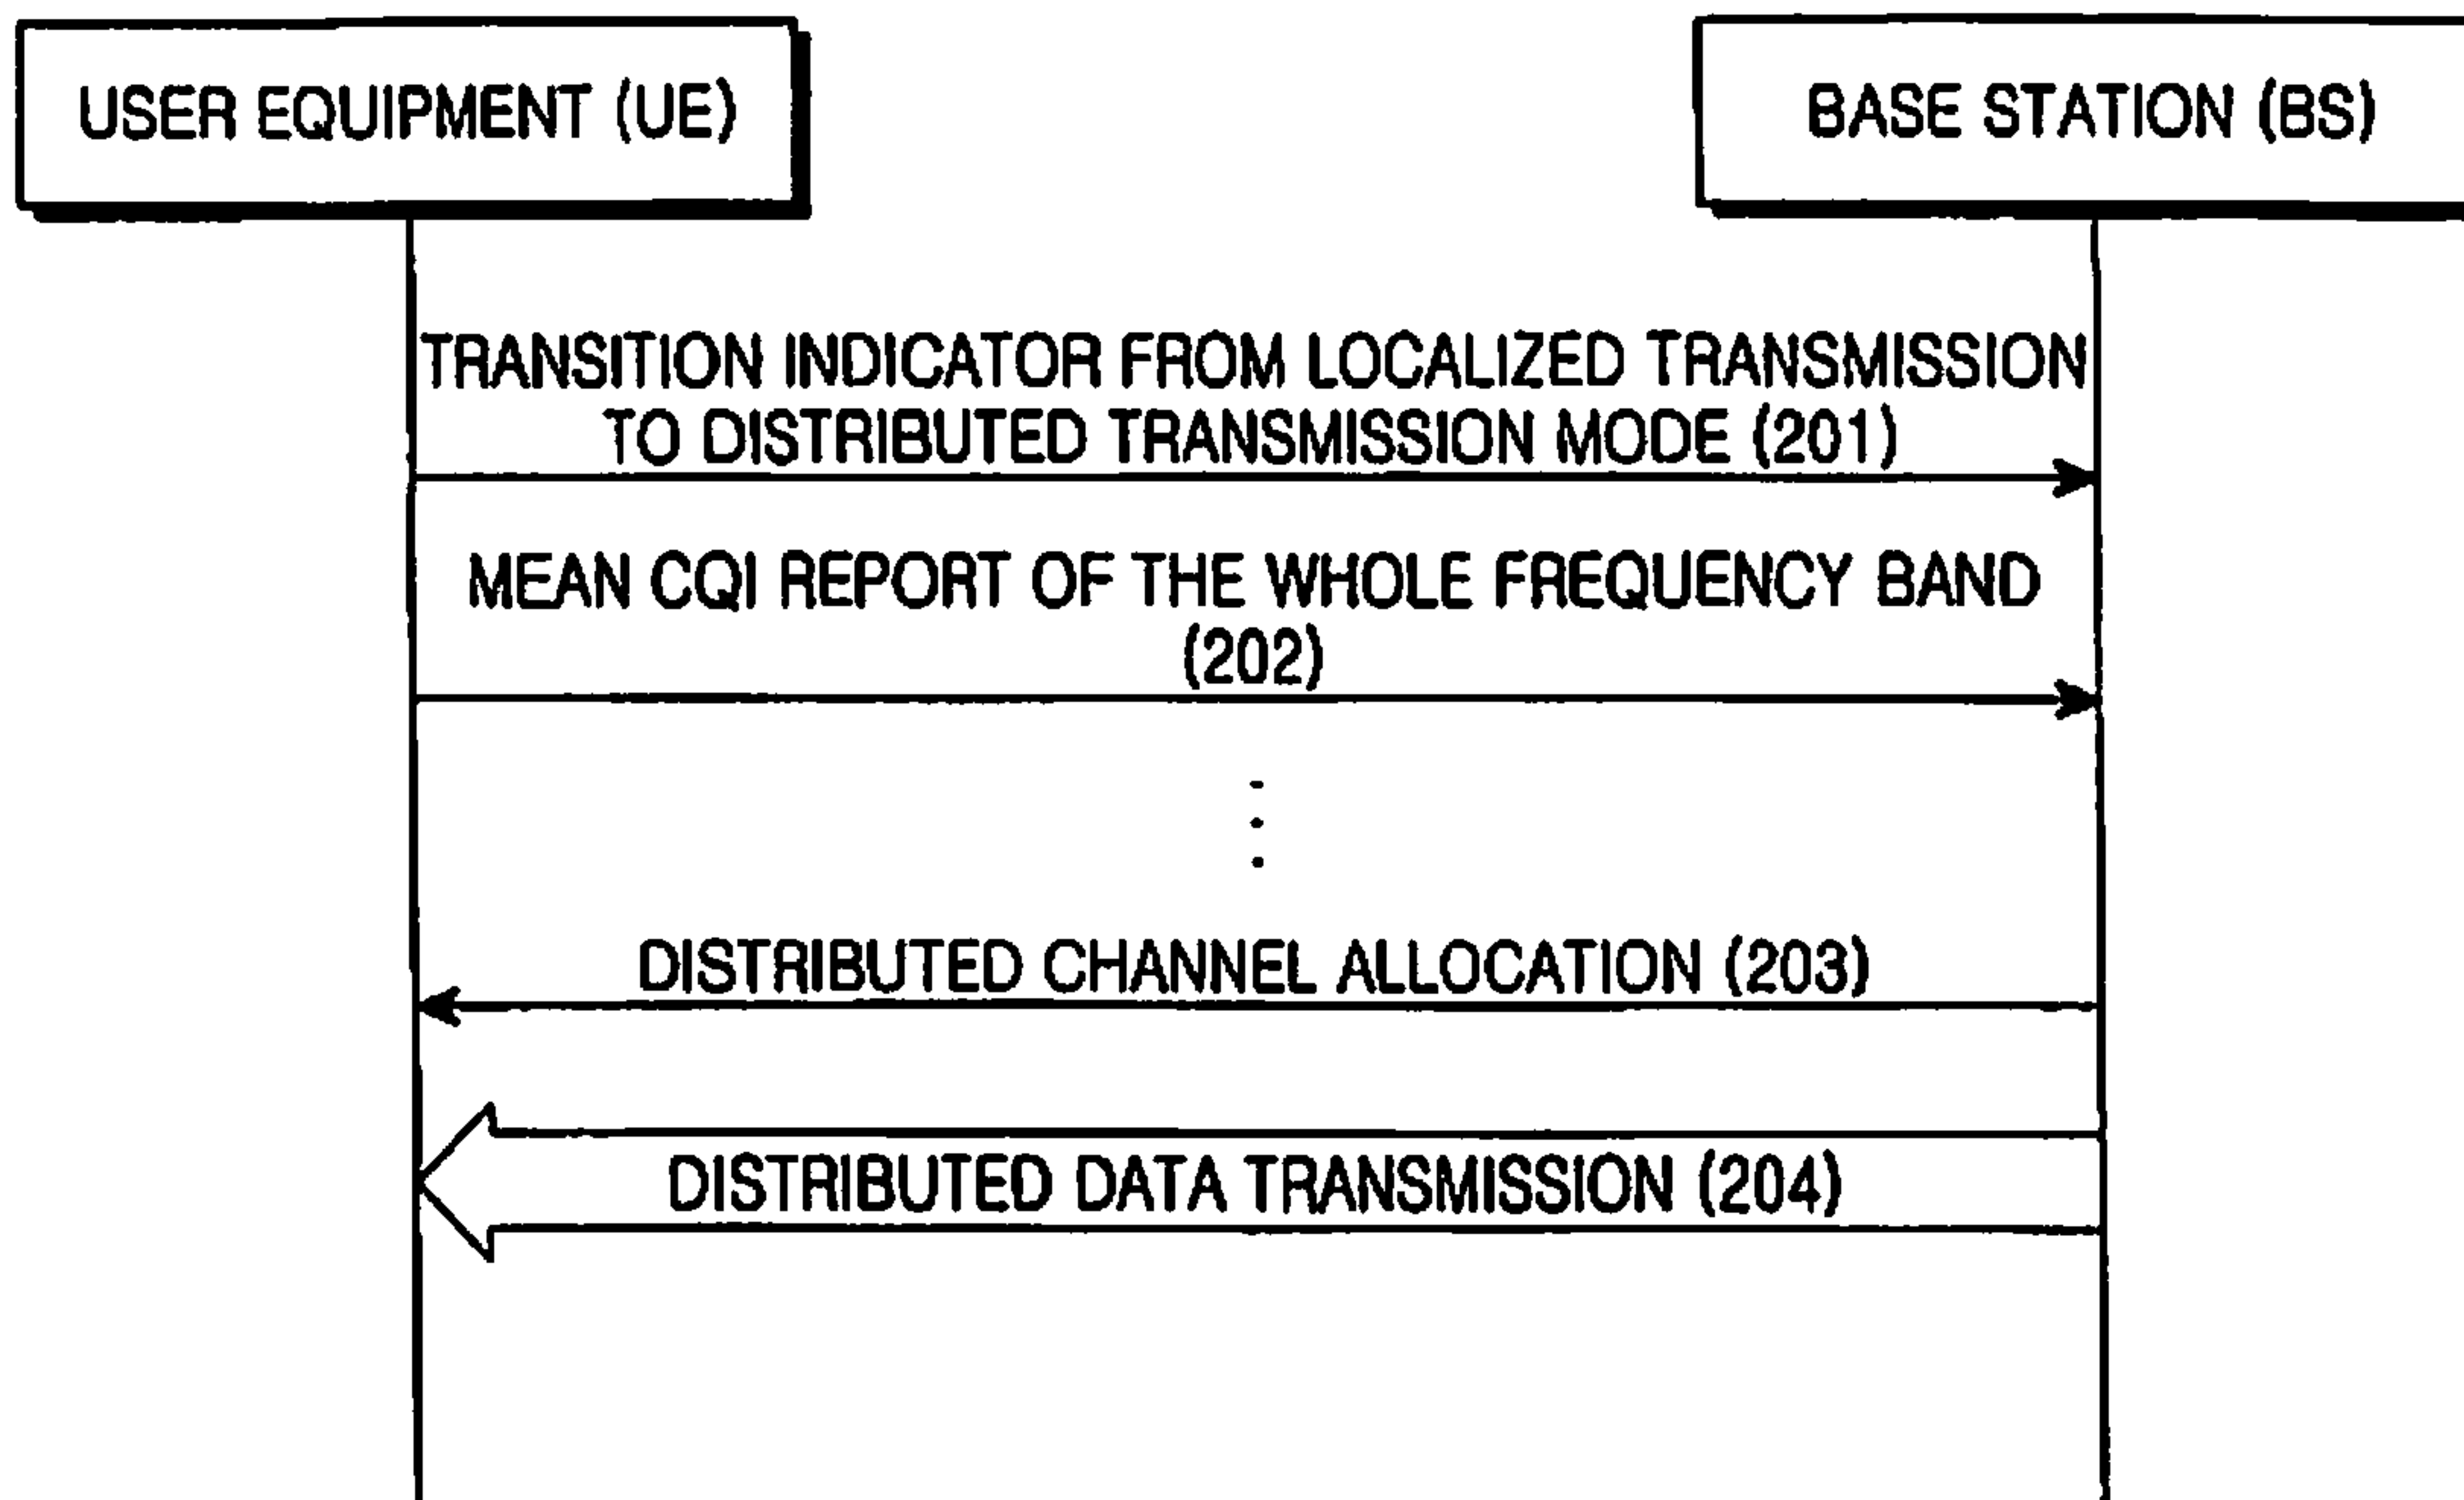 USER EQUIPMENT (UE)
BASE STATION (BS)
TRANSITION INDICATOR FROM LOCALIZED TRANSMISSION
TO DISTRIBUTED TRANSMISSION MODE (201)
MEAN CQI REPORT OF THE WHOLE FREQUENCY BAND
(202)
DISTRIBUTED CHANNEL ALLOCATION (203)
DISTRIBUTED DATA TRANSMISSION (204)